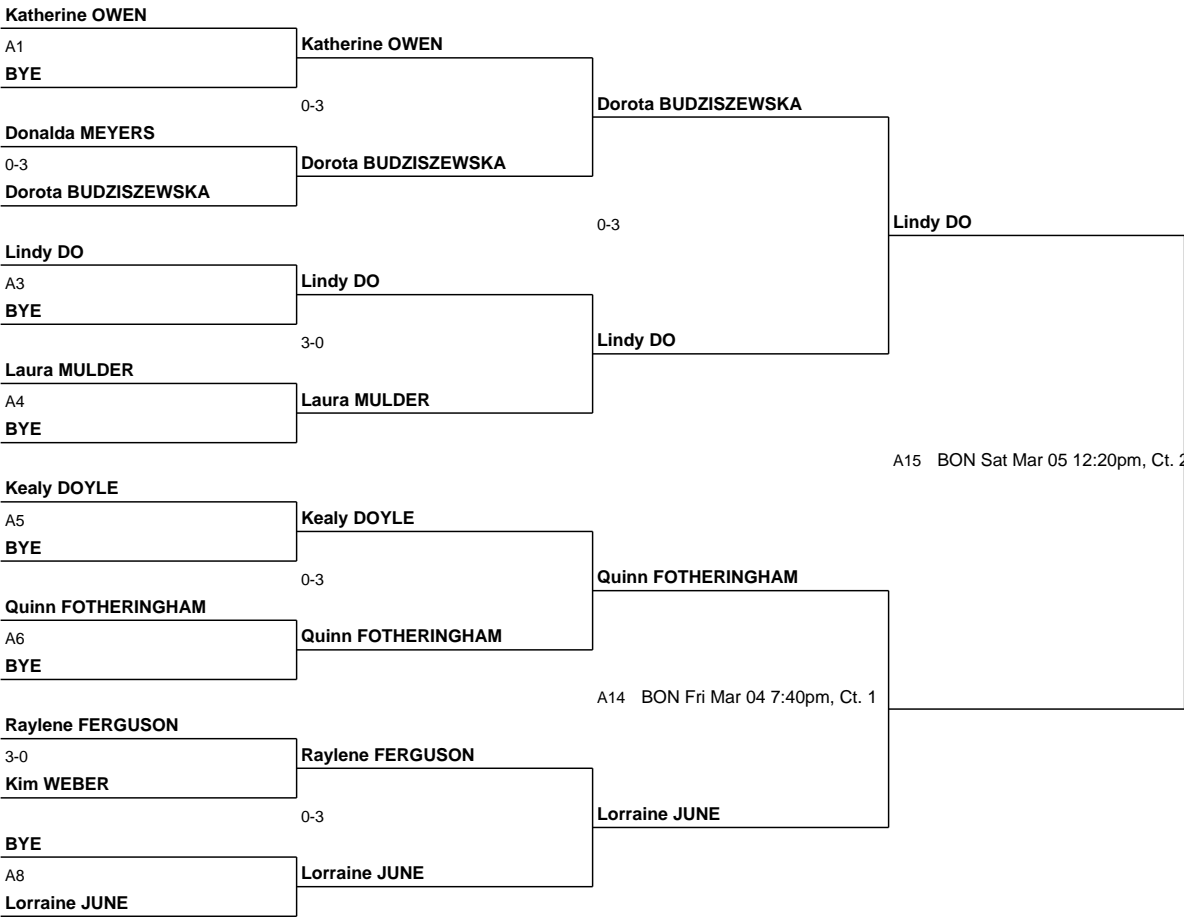 Katherine OWEN
A1
BYE
Donalda MEYERS
0-3
Dorota BUDZISZEWSKA
Lindy DO
A3
BYE
Laura MULDER
A4
BYE
Kealy DOYLE
A5
BYE
Quinn FOTHERINGHAM
A6
BYE
Raylene FERGUSON
3-0
Kim WEBER
BYE
A8
Lorraine JUNE
Katherine OWEN
0-3
Dorota BUDZISZEWSKA
Lindy DO
3-0
Laura MULDER
Kealy DOYLE
0-3
Quinn FOTHERINGHAM
Raylene FERGUSON
0-3
Lorraine JUNE
Dorota BUDZISZEWSKA
0-3
Lindy DO
Quinn FOTHERINGHAM
A14 BON Fri Mar 04 7:40pm, Ct. 1
Lorraine JUNE
Lindy DO
A15 BON Sat Mar 05 12:20pm, Ct. 2